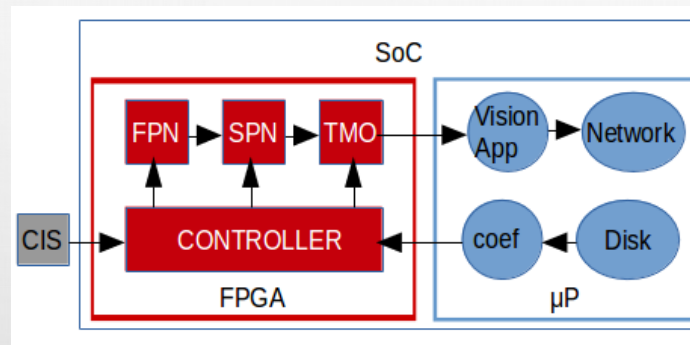 SoC
FPN
SPN
TMO
Vision
App
Network
CIS
CONTROLLER
coef
Disk
FPGA
µP